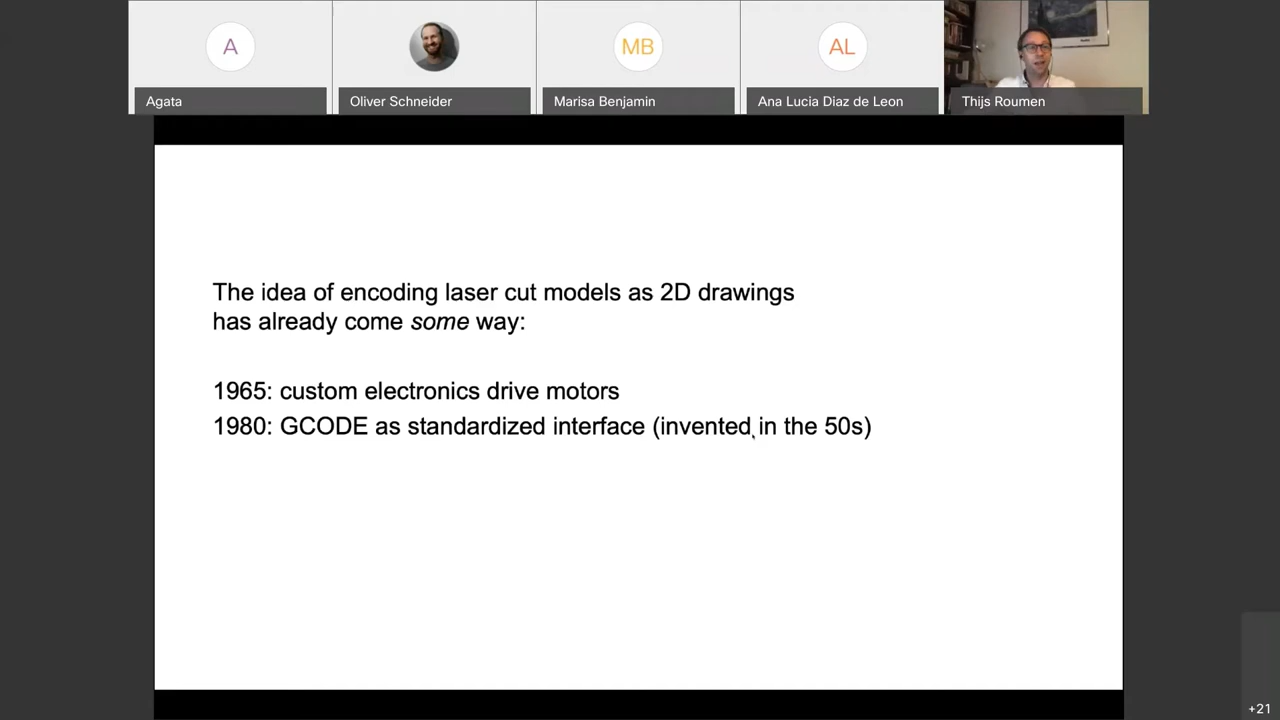 A
MB
AL
Agata
Oliver Schneider
Marisa Benjamin
Ana Lucia Diaz de Leon
Thijs Roumen
The idea of encoding laser cut models as 2D drawings
has already come some way:
1965: custom electronics drive motors
1980: GCODE as standardized interface (invented in the 50s)
+21